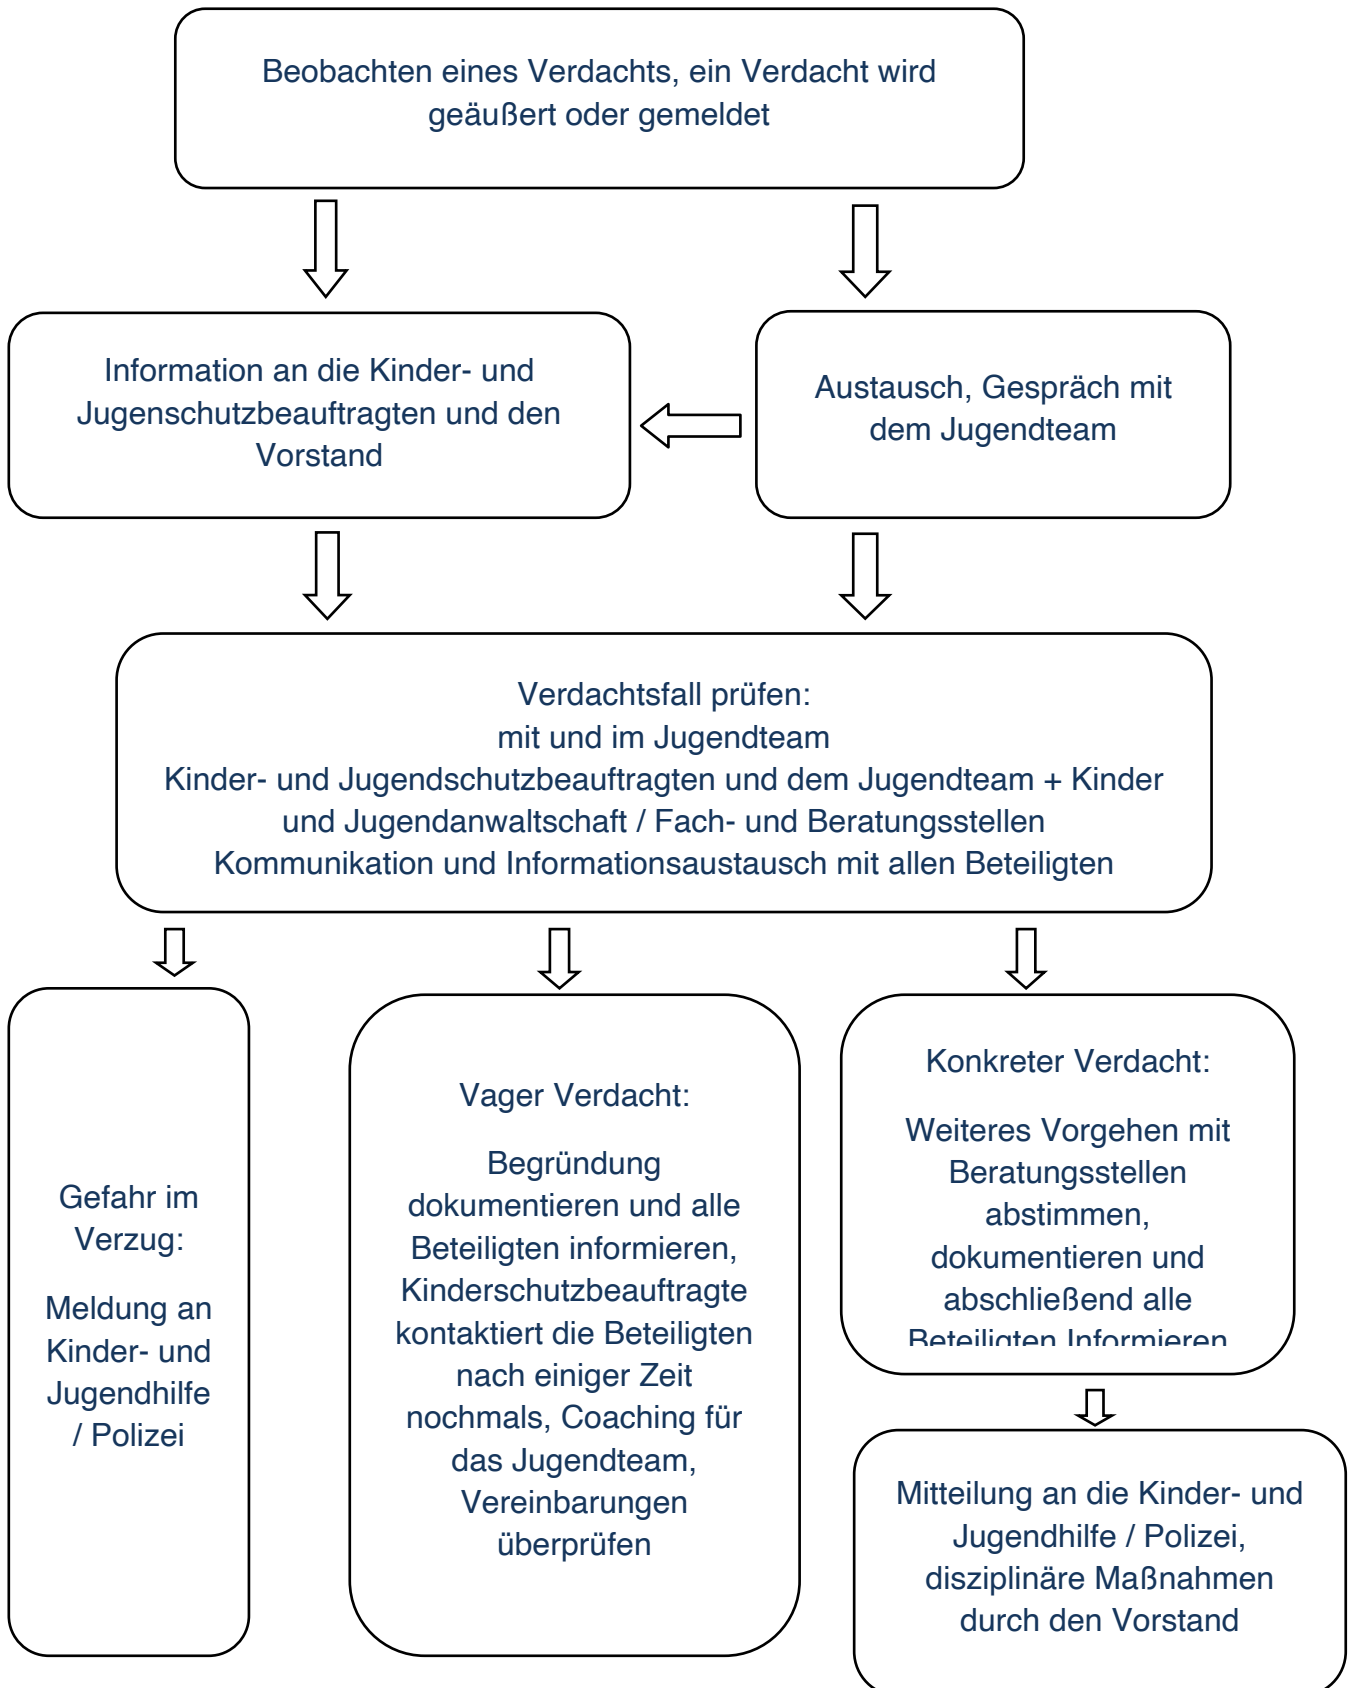 Beobachten eines Verdachts, ein Verdacht wird
geäußert oder gemeldet
Information an die Kinder- und
Jugenschutzbeauftragten und den
Vorstand
Austausch, Gespräch mit
dem Jugendteam
Verdachtsfall prüfen:
mit und im Jugendteam
Kinder- und Jugendschutzbeauftragten und dem Jugendteam + Kinder
und Jugendanwaltschaft / Fach- und Beratungsstellen
Kommunikation und Informationsaustausch mit allen Beteiligten
Gefahr im
Verzug:
Meldung an
Kinder- und
Jugendhilfe
/ Polizei
Vager Verdacht:
Begründung
dokumentieren und alle
Beteiligten informieren,
Kinderschutzbeauftragte
kontaktiert die Beteiligten
nach einiger Zeit
nochmals, Coaching für
das Jugendteam,
Vereinbarungen
überprüfen
Konkreter Verdacht:
Weiteres Vorgehen mit
Beratungsstellen
abstimmen,
dokumentieren und
abschließend alle
Beteiligten Informieren
Mitteilung an die Kinder- und
Jugendhilfe / Polizei,
disziplinäre Maßnahmen
durch den Vorstand